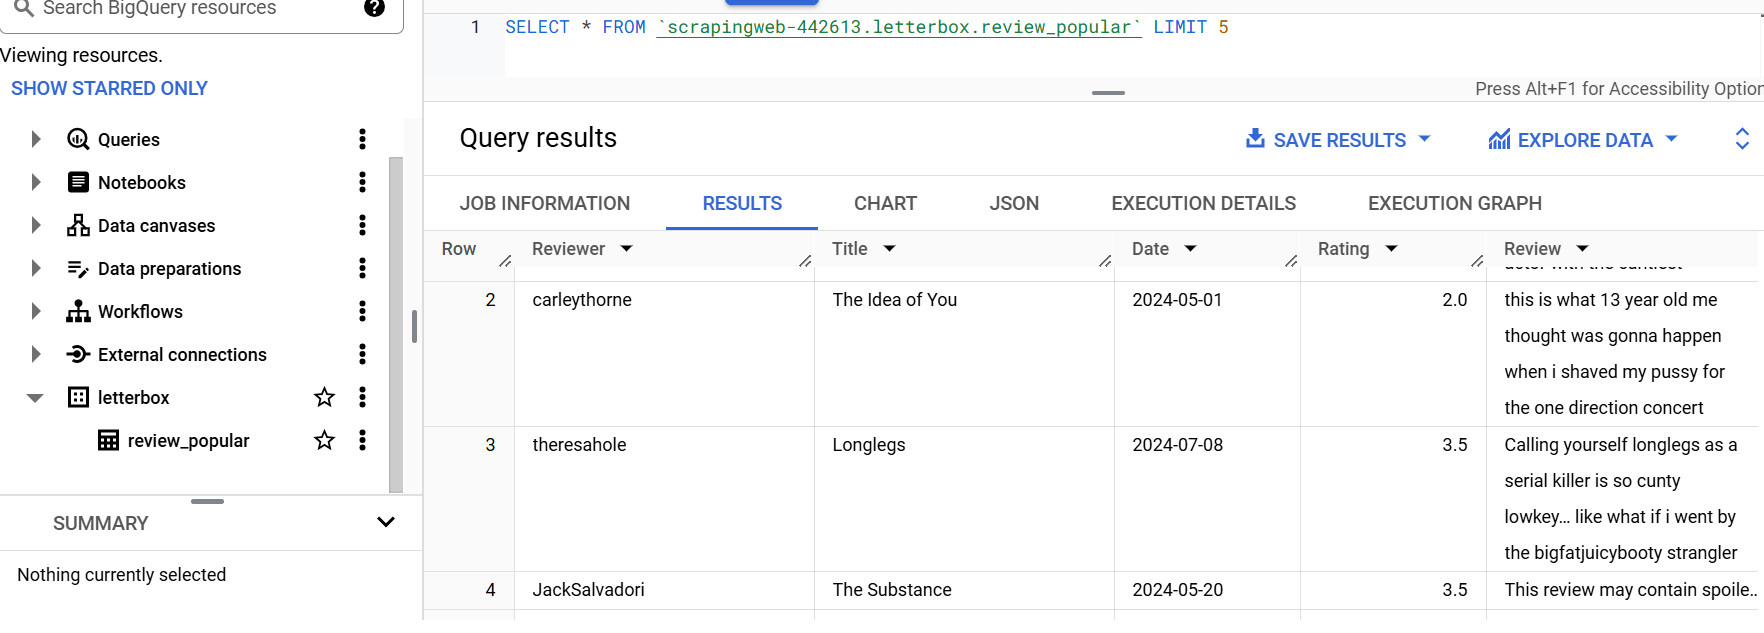 Search BigQuery resources
Viewing resources.
SHOW STARRED ONLY
Queries
Notebooks
Data canvases
Data preparations
Workflows
External connections
letterbox
review_popular
SUMMARY
Nothing currently selected
1 SELECT * FROM `scrapingweb-442613.letterbox.review_popular` LIMIT 5
Press Alt+F1 for Accessibility Option
Query results
SAVE RESULTS
EXPLORE DATA
JOB INFORMATION RESULTS CHART JSON EXECUTION DETAILS EXECUTION GRAPH
Row Reviewer Title Date Rating Review
2 carleythorne The Idea of You 2024-05-01 2.0 this is what 13 year old me
thought was gonna happen
when i shaved my pussy for
the one direction concert
3 theresahole Longlegs 2024-07-08 3.5 Calling yourself longlegs as a
serial killer is so cunty
lowkey… like what if i went by
the bigfatjuicybooty strangler
4 JackSalvadori The Substance 2024-05-20 3.5 This review may contain spoile..